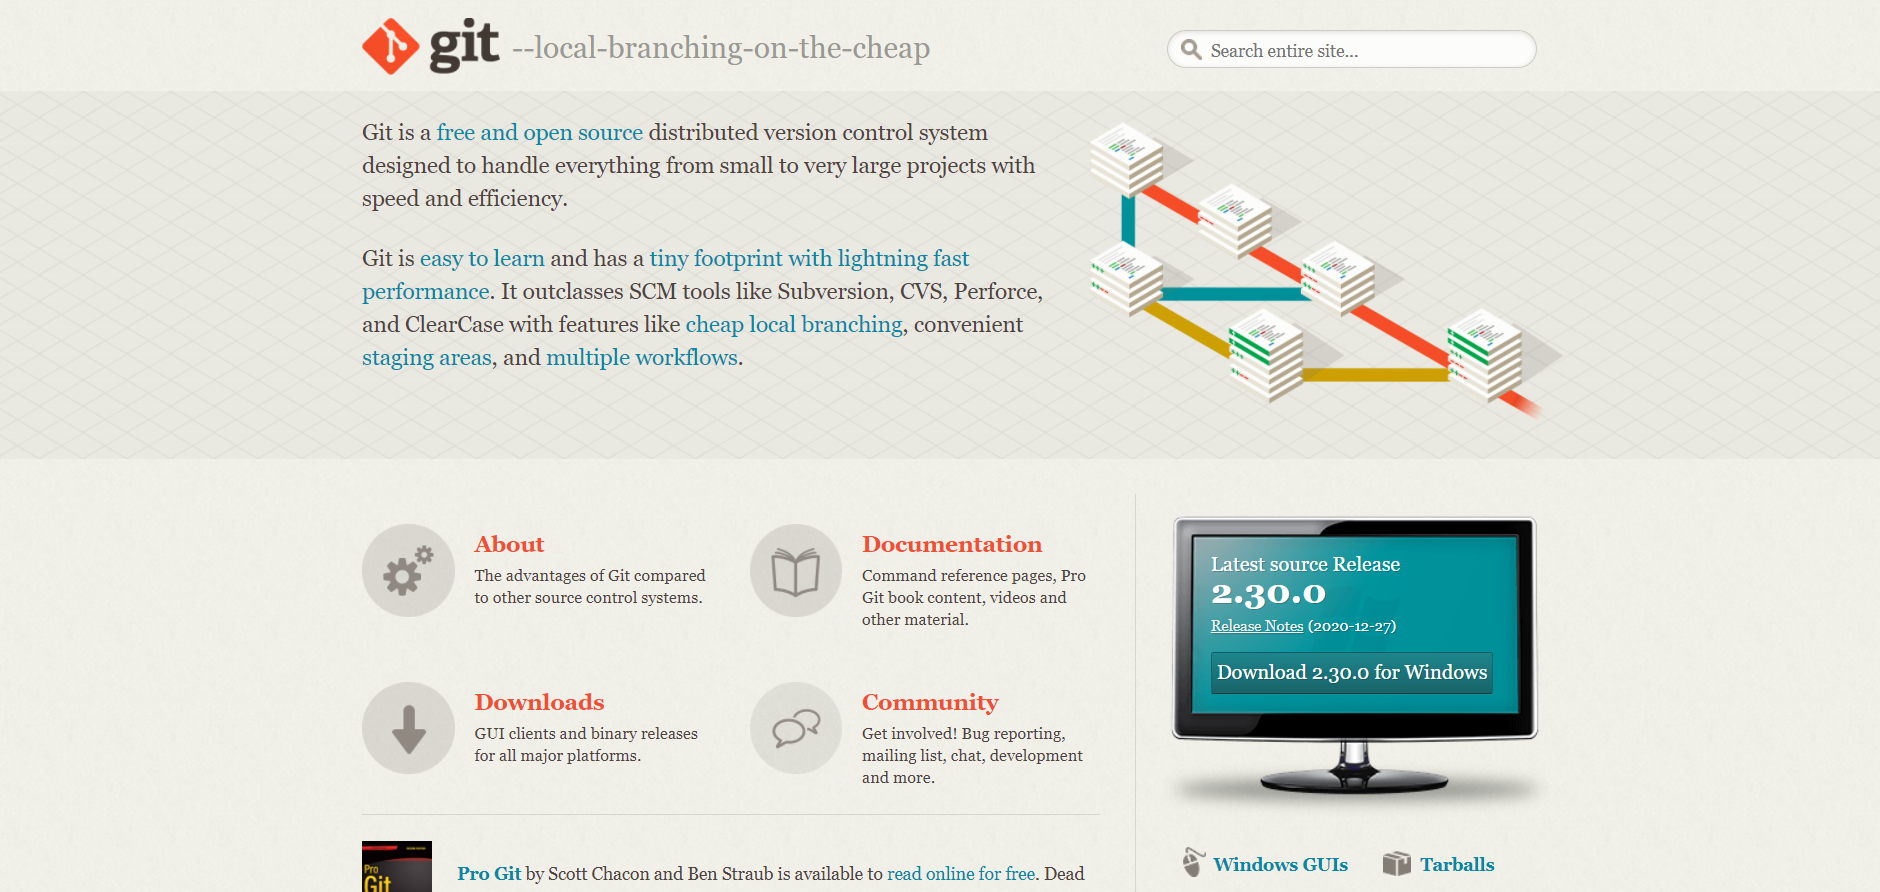 git --local-branching-on-the-cheap
Search entire site...
Git is a free and open source distributed version control system
designed to handle everything from small to very large projects with
speed and efficiency.
Git is easy to learn and has a tiny footprint with lightning fast
performance. It outclasses SCM tools like Subversion, CVS, Perforce,
and ClearCase with features like cheap local branching, convenient
staging areas, and multiple workflows.
About
The advantages of Git compared
to other source control systems.
Documentation
Command reference pages, Pro
Git book content, videos and
other material.
Downloads
GUI clients and binary releases
for all major platforms.
Community
Get involved! Bug reporting,
mailing list, chat, development
and more.
Latest source Release
2.30.0
Release Notes (2020-12-27)
Download 2.30.0 for Windows
Windows GUIs
Tarballs
Pro
Git
Pro Git by Scott Chacon and Ben Straub is available to read online for free. Dead